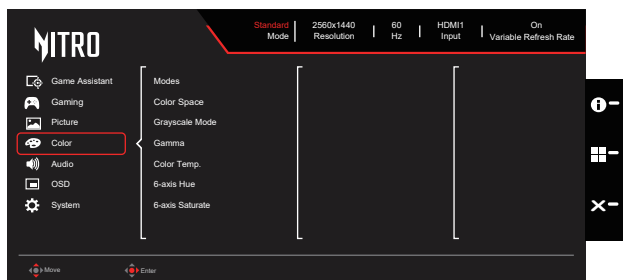 NITRO
Standard 2560x1440 60 HDMI1 On
Mode Resolution Hz Input Variable Refresh Rate
Game Assistant Modes
Gaming Color Space
Picture Grayscale Mode
Color Gamma
Audio Color Temp.
OSD 6-axis Hue
System 6-axis Saturate
Move Enter